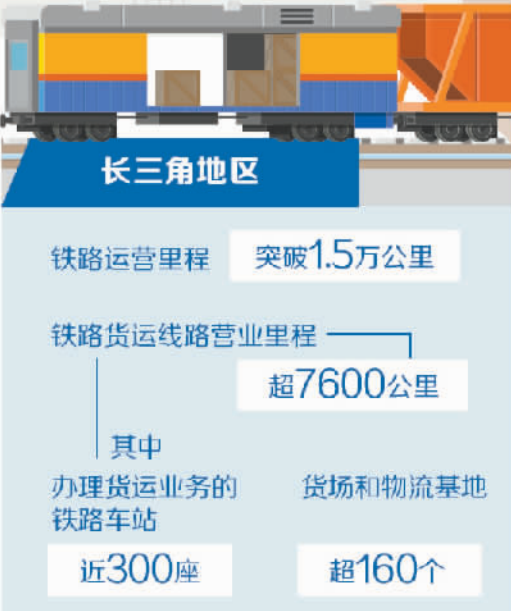 长三角地区
铁路运营里程 突破1.5万公里
铁路货运线路营业里程
超7600公里
其中
办理货运业务的
铁路车站
近300座
货场和物流基地
超160个